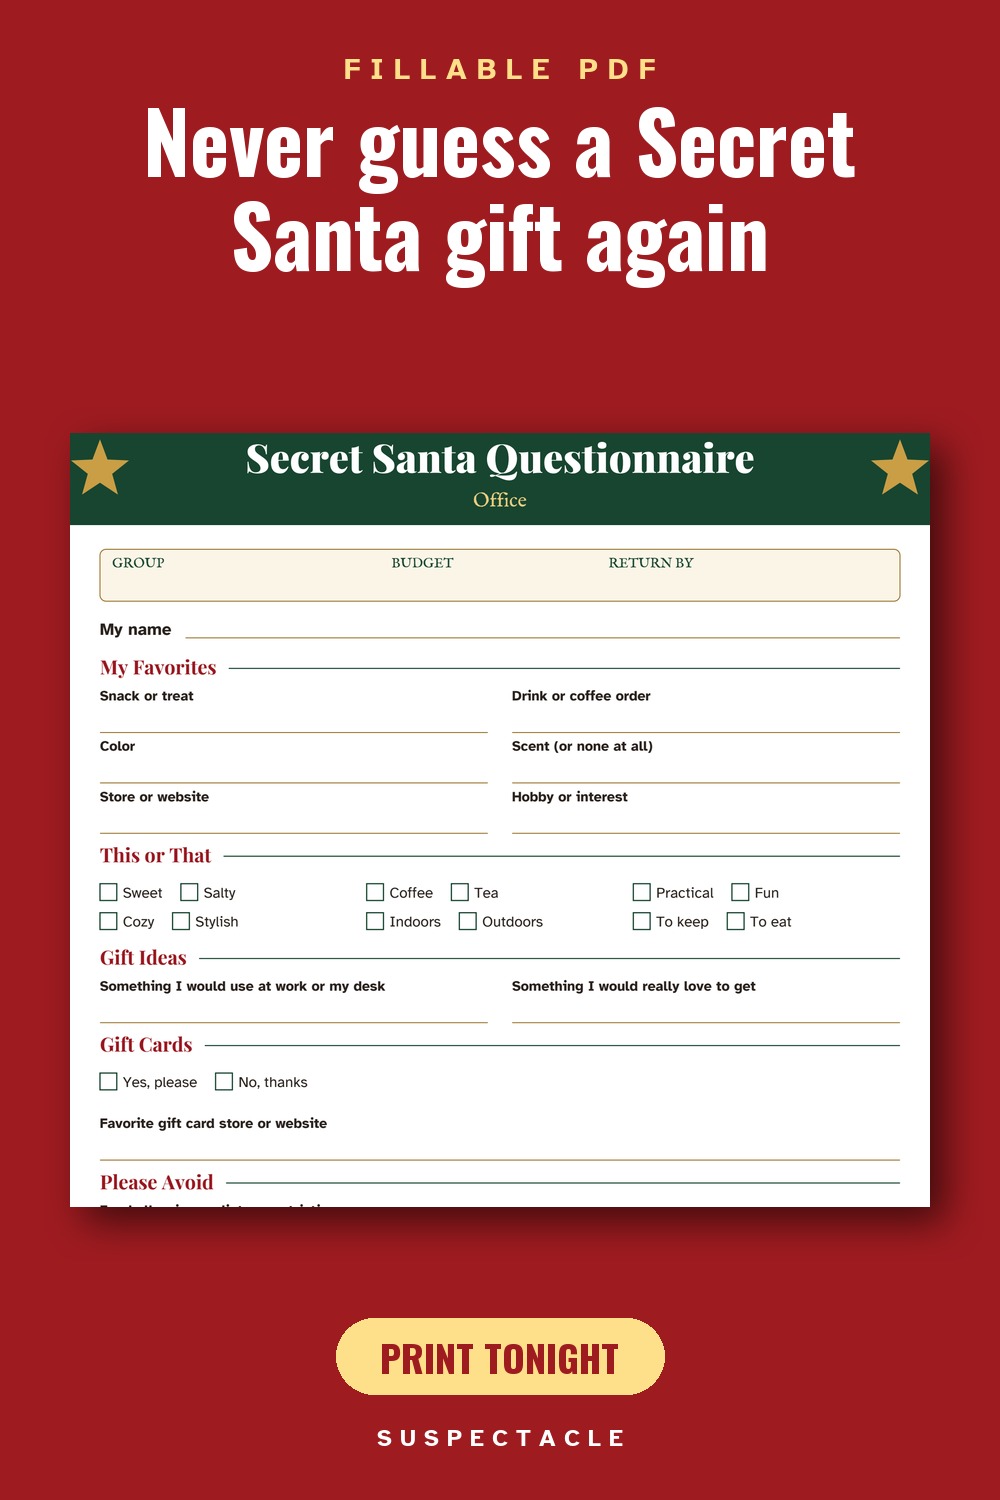 FILLABLE PDF
Never guess a Secret
Santa gift again
Secret Santa Questionnaire
Office
GROUP BUDGET RETURN BY
My name
My Favorites
Snack or treat Drink or coffee order
Color Scent (or none at all)
Store or website Hobby or interest
This or That
Sweet Salty Coffee Tea Practical Fun
Cozy Stylish Indoors Outdoors To keep To eat
Gift Ideas
Something I would use at work or my desk Something I would really love to get
Gift Cards
Yes, please No, thanks
Favorite gift card store or website
Please Avoid
PRINT TONIGHT
SUSPECTACLE